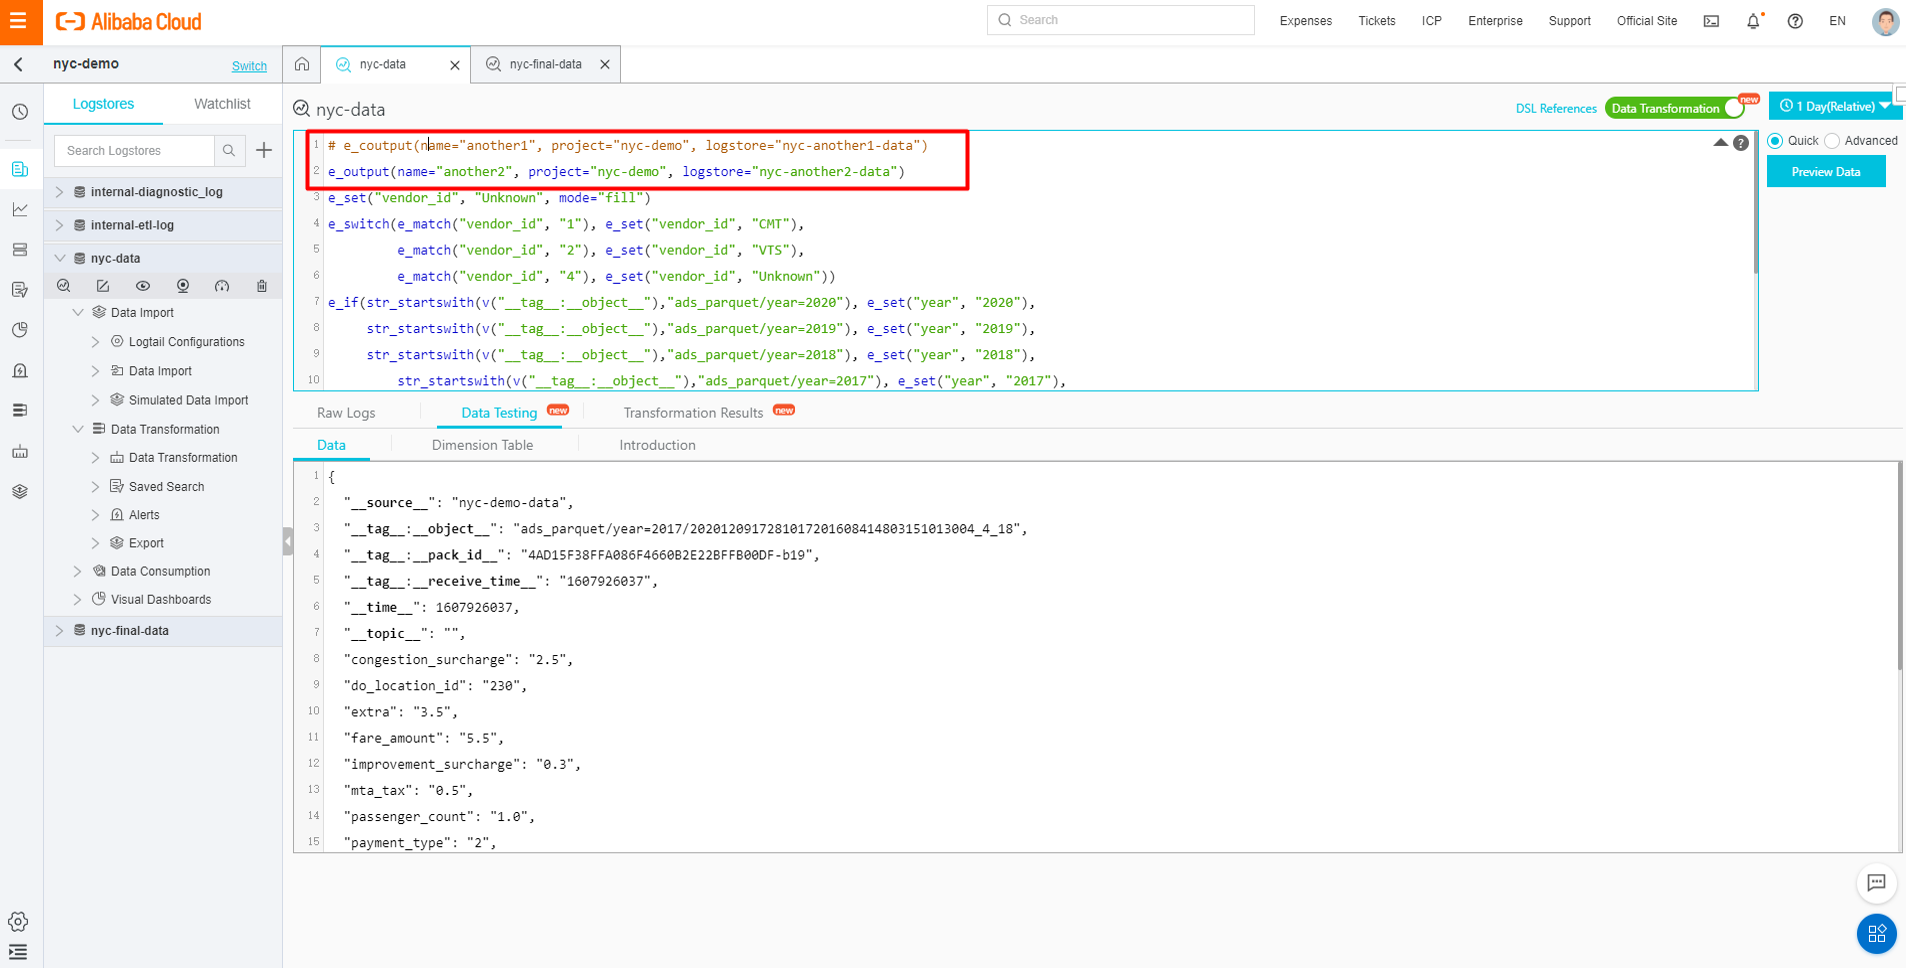 Alibaba Cloud
Search
Expenses Tickets ICP Enterprise Support Official Site EN
nyc-demo Switch
nyc-data nyc-final-data
Logstores Watchlist
Search Logstores
internal-diagnostic_log
internal-etl-log
nyc-data
Data Import
Logtail Configurations
Data Import
Simulated Data Import
Data Transformation
Data Transformation
Saved Search
Alerts
Export
Data Consumption
Visual Dashboards
nyc-final-data
nyc-data
DSL References Data Transformation new 1 Day(Relative)
Quick Advanced
Preview Data
1 # e_coutput(name="another1", project="nyc-demo", logstore="nyc-another1-data")
2 e_output(name="another2", project="nyc-demo", logstore="nyc-another2-data")
3 e_set("vendor_id", "Unknown", mode="fill")
4 e_switch(e_match("vendor_id", "1"), e_set("vendor_id", "CMT"),
5 e_match("vendor_id", "2"), e_set("vendor_id", "VTS"),
6 e_match("vendor_id", "4"), e_set("vendor_id", "Unknown"))
7 e_if(str_startswith(v("__tag__:__object__"),"ads_parquet/year=2020"), e_set("year", "2020"),
8 str_startswith(v("__tag__:__object__"),"ads_parquet/year=2019"), e_set("year", "2019"),
9 str_startswith(v("__tag__:__object__"),"ads_parquet/year=2018"), e_set("year", "2018"),
10 str_startswith(v("__tag__:__object__"),"ads_parquet/year=2017"), e_set("year", "2017"),
Raw Logs Data Testing new Transformation Results new
Data Dimension Table Introduction
1 {
2 "__source__": "nyc-demo-data",
3 "__tag__:__object__": "ads_parquet/year=2017/20201209172810172016084148031510130​04_4_18",
4 "__tag__:__pack_id__": "4AD15F38FFA086F4660B2E22BFFB00DF-b19",
5 "__tag__:__receive_time__": "1607926037",
6 "__time__": 1607926037,
7 "__topic__": "",
8 "congestion_surcharge": "2.5",
9 "do_location_id": "230",
10 "extra": "3.5",
11 "fare_amount": "5.5",
12 "improvement_surcharge": "0.3",
13 "mta_tax": "0.5",
14 "passenger_count": "1.0",
15 "payment_type": "2",